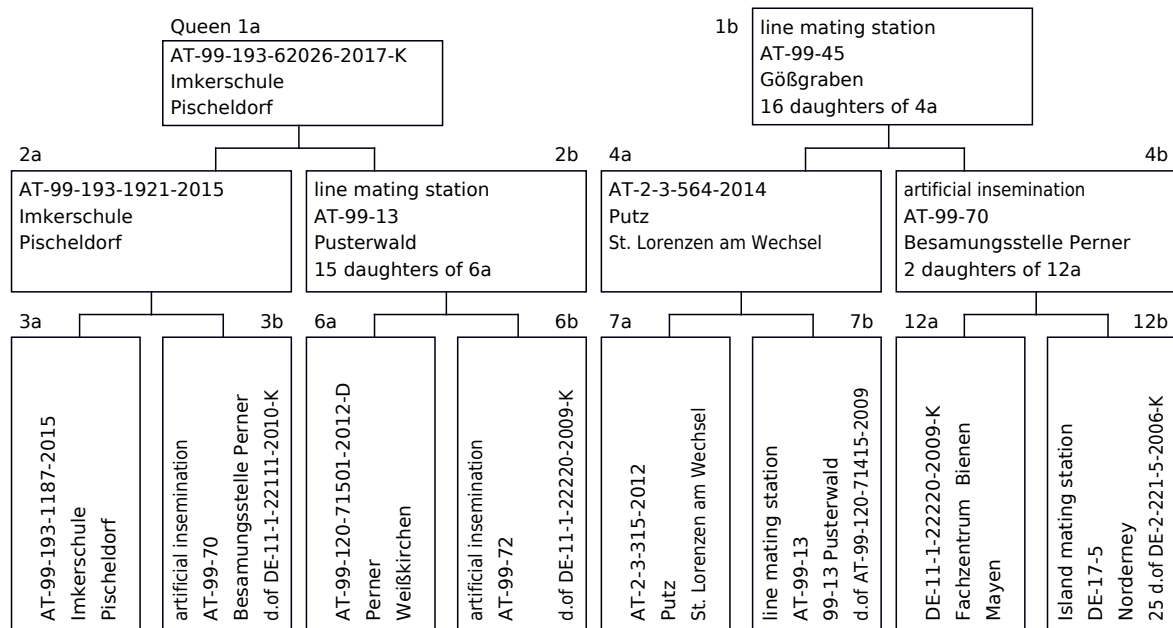 Queen 1a
AT-99-193-62026-2017-K
Imkerschule
Pischeldorf
1b
line mating station
AT-99-45
Gößgraben
16 daughters of 4a
2a
AT-99-193-1921-2015
Imkerschule
Pischeldorf
2b
line mating station
AT-99-13
Pusterwald
15 daughters of 6a
4a
AT-2-3-564-2014
Putz
St. Lorenzen am Wechsel
4b
artificial insemination
AT-99-70
Besamungsstelle Perner
2 daughters of 12a
3a
AT-99-193-1187-2015
Imkerschule
Pischeldorf
3b
artificial insemination
AT-99-70
Besamungsstelle Perner
d.of DE-11-1-22111-2010-K
6a
AT-99-120-71501-2012-D
Perner
Weißkirchen
6b
artificial insemination
AT-99-72
d.of DE-11-1-22220-2009-K
7a
AT-2-3-315-2012
Putz
St. Lorenzen am Wechsel
7b
line mating station
AT-99-13
99-13 Pusterwald
d.of AT-99-120-71415-2009
12a
DE-11-1-22220-2009-K
Fachzentrum Bienen
Mayen
12b
Island mating station
DE-17-5
Norderney
25 d.of DE-2-221-5-2006-K